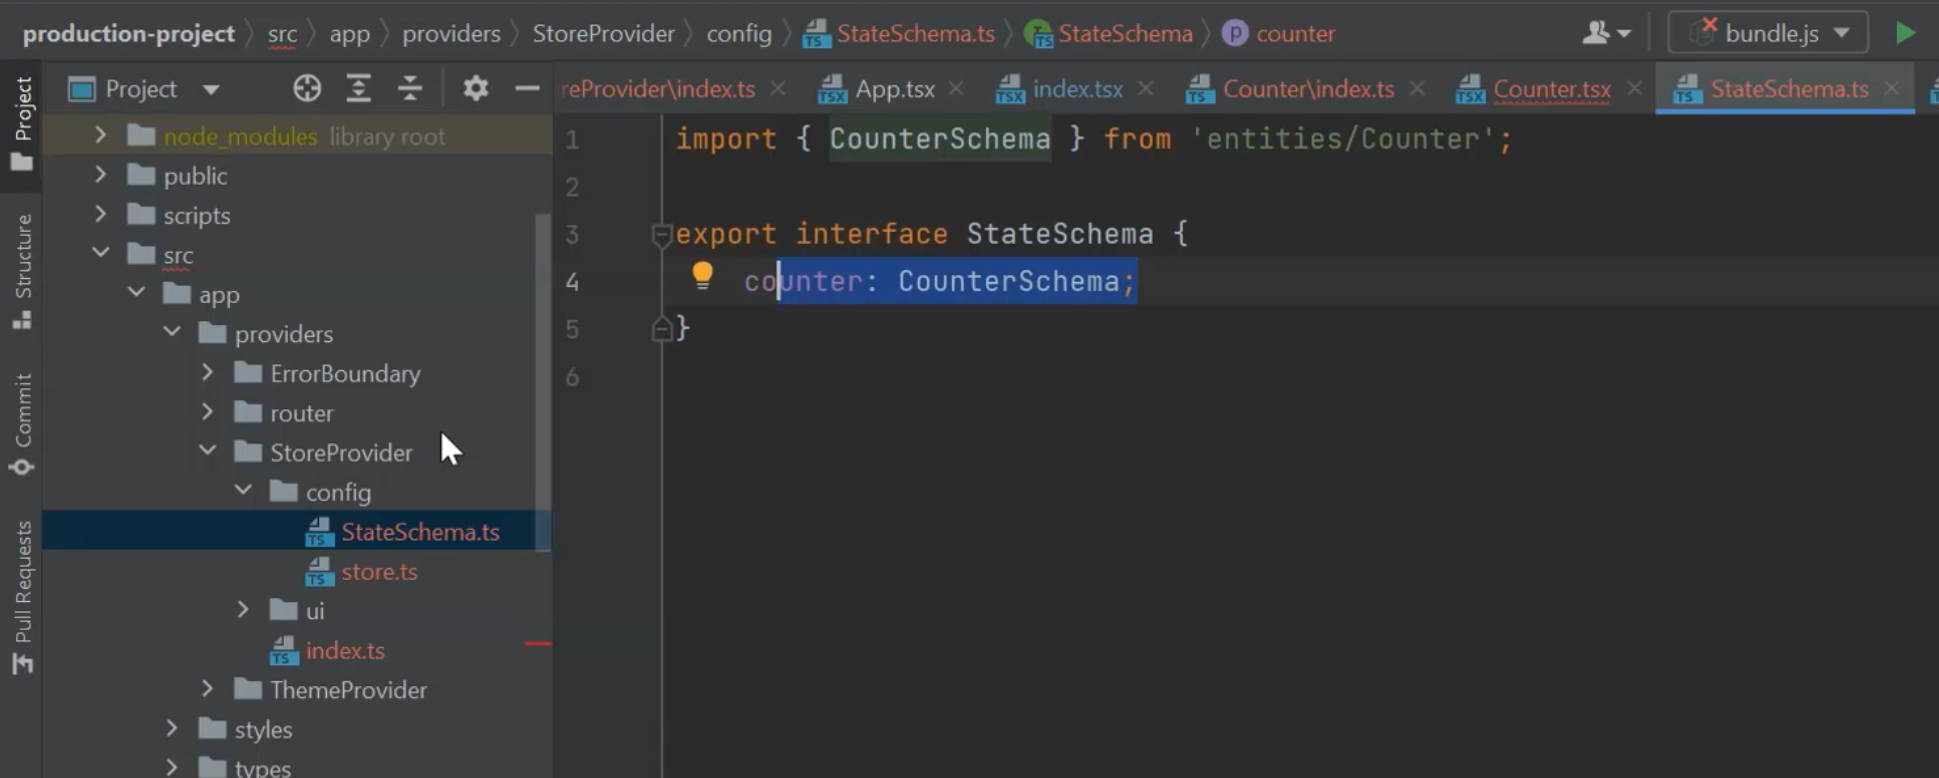 production-project src app providers StoreProvider config StateSchema.ts StateSchema counter bundle.js
Project
reProvider\index.ts App.tsx index.tsx Counter\index.ts Counter.tsx StateSchema.ts
Project
Structure
Commit
Pull Requests
node_modules library root
public
scripts
src
app
providers
ErrorBoundary
router
StoreProvider
config
StateSchema.ts
store.ts
ui
index.ts
ThemeProvider
styles
types
1 import { CounterSchema } from 'entities/Counter';
2
3 export interface StateSchema {
4 counter: CounterSchema;
5 }
6